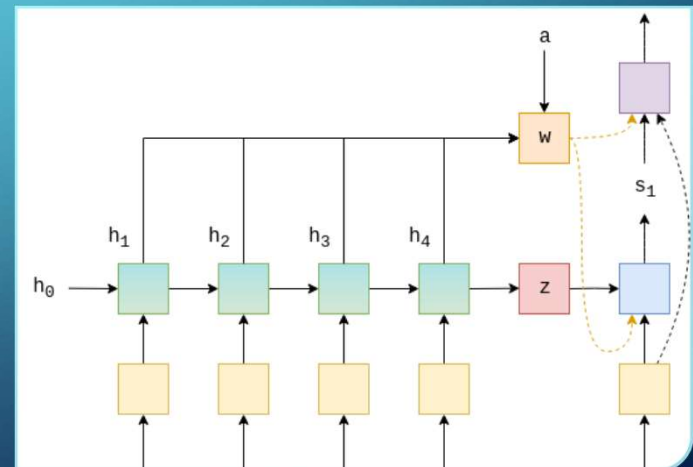 a
w
s₁
h₁ h₂ h₃ h₄
h₀
z